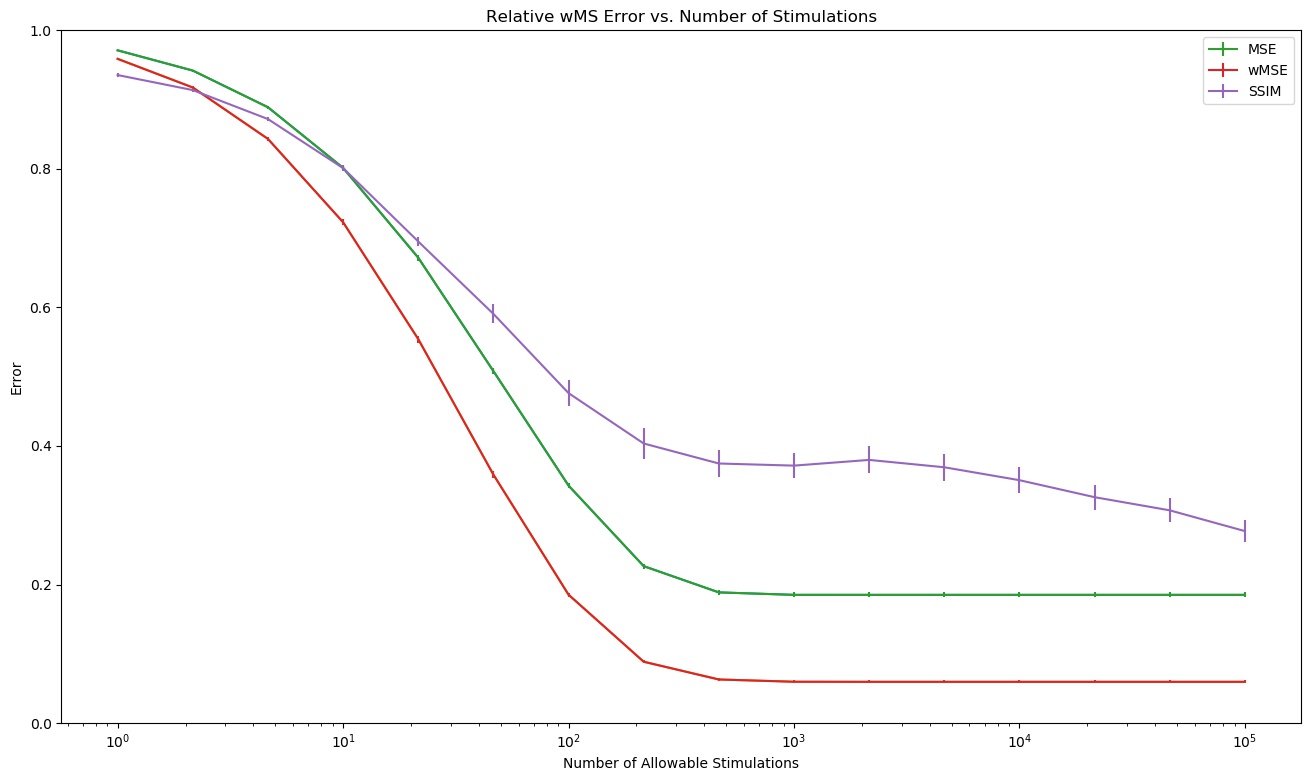 Relative wMS Error vs. Number of Stimulations
1.0
0.8
0.6
0.4
0.2
0.0
Error
MSE
wMSE
SSIM
10⁰
10¹
10²
10³
10⁴
10⁵
Number of Allowable Stimulations